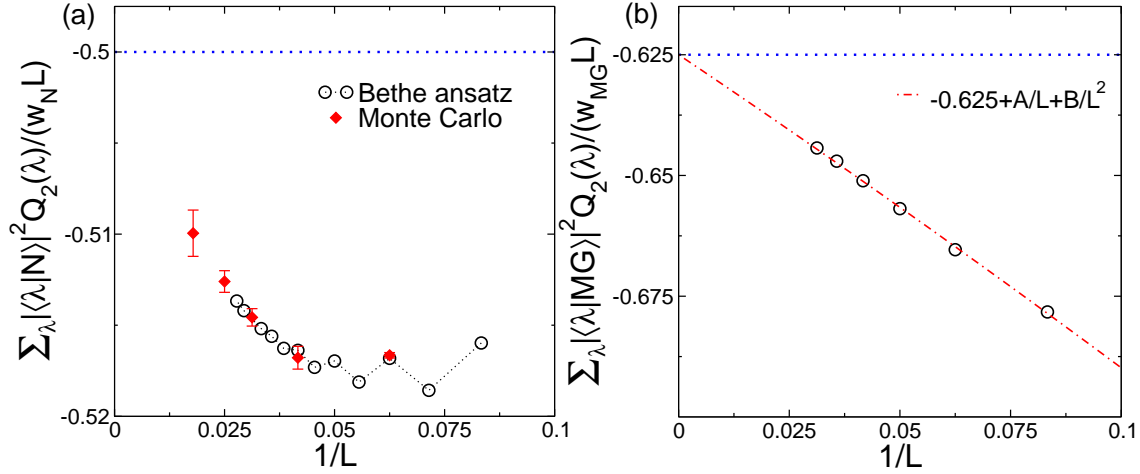 (a)
-0.5
-0.51
-0.52
Σλ|⟨λ|N⟩|²Q₂(λ)/(w_N L)
Bethe ansatz
Monte Carlo
0 0.025 0.05 0.075 0.1
1/L
(b)
-0.625
-0.65
-0.675
Σλ|⟨λ|MG⟩|²Q₂(λ)/(w_MG L)
-0.625+A/L+B/L²
0 0.025 0.05 0.075 0.1
1/L